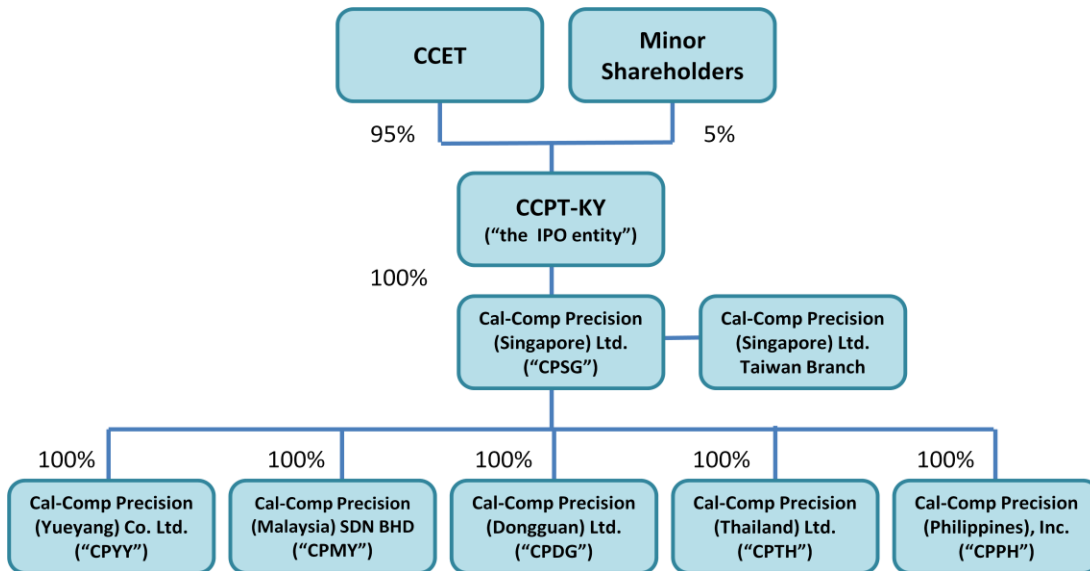 CCET
Minor
Shareholders
95%
5%
CCPT-KY
(“the  IPO entity”)
100%
Cal-Comp Precision
(Singapore) Ltd.
(“CPSG”)
Cal-Comp Precision
(Singapore) Ltd.
Taiwan Branch
100%
100%
100%
100%
100%
Cal-Comp Precision
(Yueyang) Co. Ltd.
(“CPYY”)
Cal-Comp Precision
(Malaysia) SDN BHD
(“CPMY”)
Cal-Comp Precision
(Dongguan) Ltd.
(“CPDG”)
Cal-Comp Precision
(Thailand) Ltd.
(“CPTH”)
Cal-Comp Precision
(Philippines), Inc.
(“CPPH”)